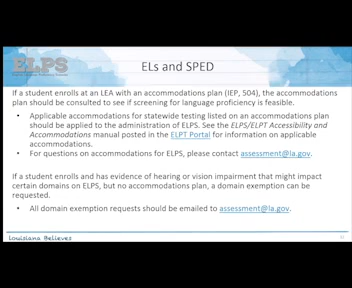 ELPS
ELs and SPED
If a student enrolls at an LEA with an accommodations plan (IEP, 504), the accommodations
plan should be consulted to see if screening for language proficiency is feasible.
• Applicable accommodations for statewide testing listed on an accommodations plan
should be applied to the administration of ELPS. See the ELPS/ELPT Accessibility and
Accommodations manual posted in the ELPT Portal for information on applicable
accommodations.
• For questions on accommodations for ELPS, please contact assessment@la.gov.
If a student enrolls and has evidence of hearing or vision impairment that might impact
certain domains on ELPS, but no accommodations plan, a domain exemption can be
requested.
• All domain exemption requests should be emailed to assessment@la.gov.
Louisiana Believes